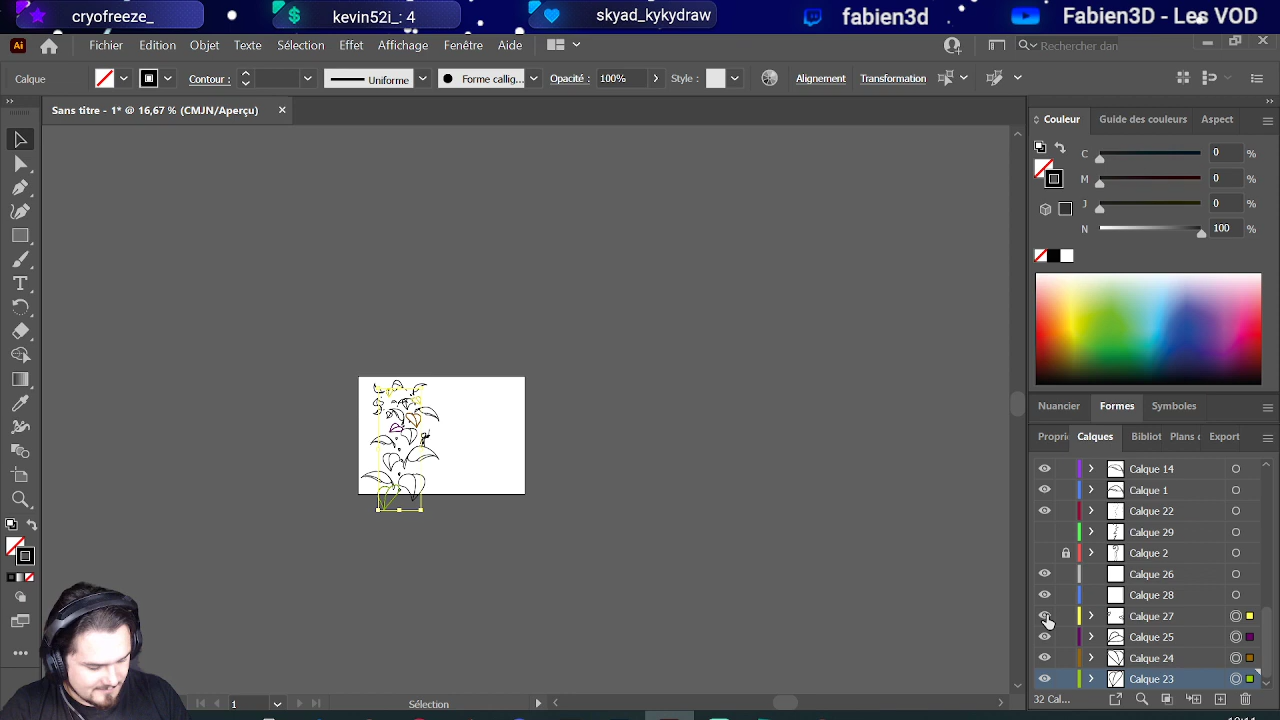 cryofreeze_
kevin52i_: 4
skyad_kykydraw
fabien3d
Fabien3D - Les VOD
Ai
Fichier Edition Objet Texte Sélection Effet Affichage Fenêtre Aide
Rechercher dan
Calque
Contour :
Uniforme
Forme callig...
Opacité :
100%
Style :
Alignement
Transformation
Sans titre - 1* @ 16,67 % (CMJN/Aperçu)
Couleur
Guide des couleurs
Aspect
C 0 %
M 0 %
J 0 %
N 100 %
Nuancier
Formes
Symboles
Propri
Calques
Bibliot
Plans d
Export
Calque 14
Calque 1
Calque 22
Calque 29
Calque 2
Calque 26
Calque 28
Calque 27
Calque 25
Calque 24
Calque 23
32 Cal...
1
Sélection